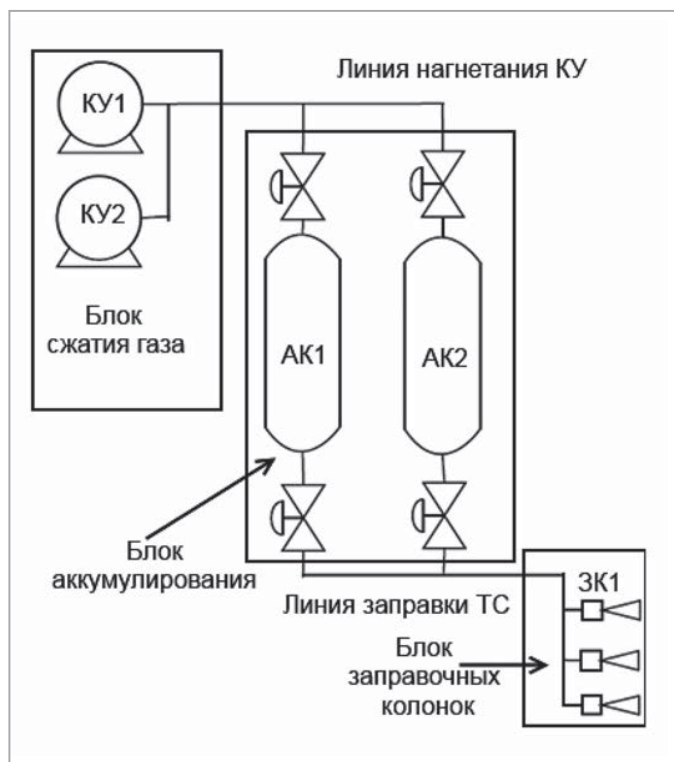 Линия нагнетания КУ
КУ1
КУ2
Блок
сжатия газа
АК1
АК2
Блок
аккумулирования
Линия заправки ТС
ЗК1
Блок
заправочных
колонок